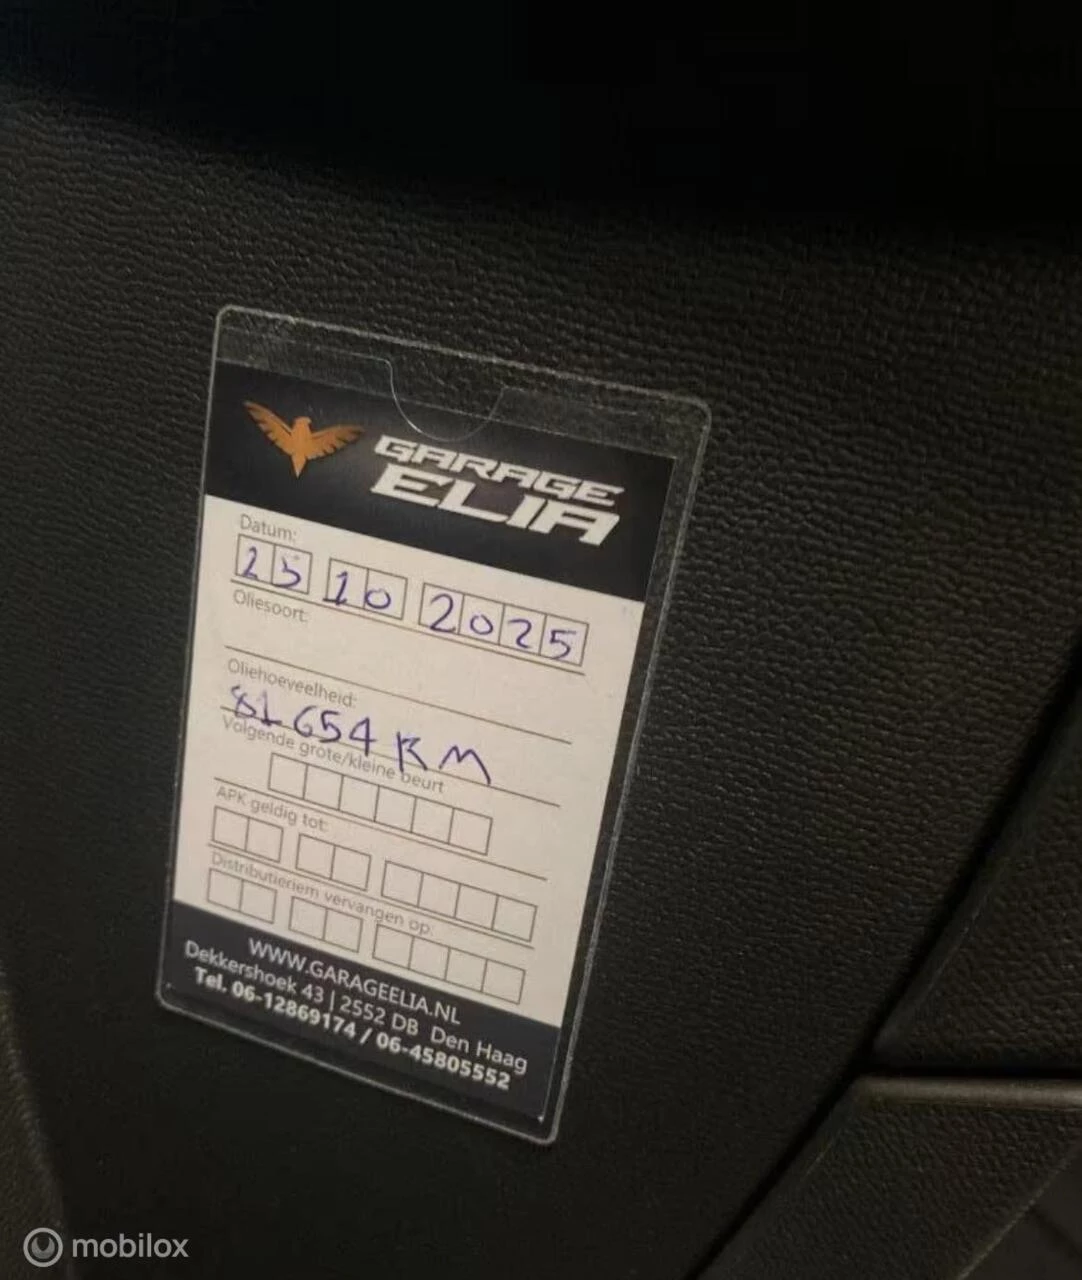 GARAGE
ELIA
Datum:
25 10 2025
Oliesoort:
Oliehoeveelheid:
81 654 KM
Volgende grote/kleine beurt
APK geldig tot:
Distributieriem vervangen op:
WWW.GARAGEELIA.NL
Dekkershoek 43 | 2552 DB Den Haag
Tel. 06-12869174 / 06-45805552
mobilox